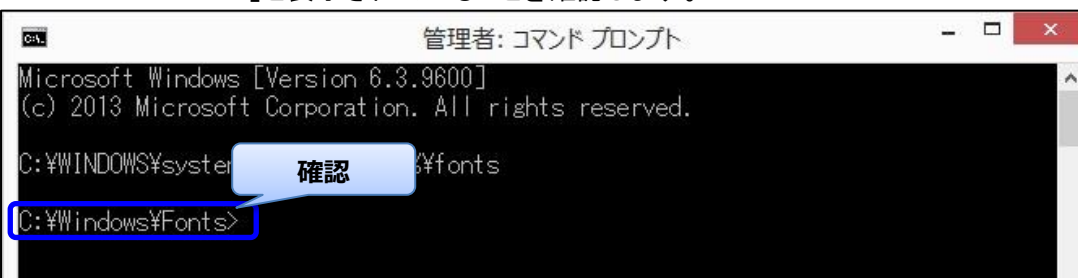 管理者: コマンド プロンプト
Microsoft Windows [Version 6.3.9600]
(c) 2013 Microsoft Corporation. All rights reserved.
C:¥WINDOWS¥syste ¥fonts
確認
C:¥Windows¥Fonts>